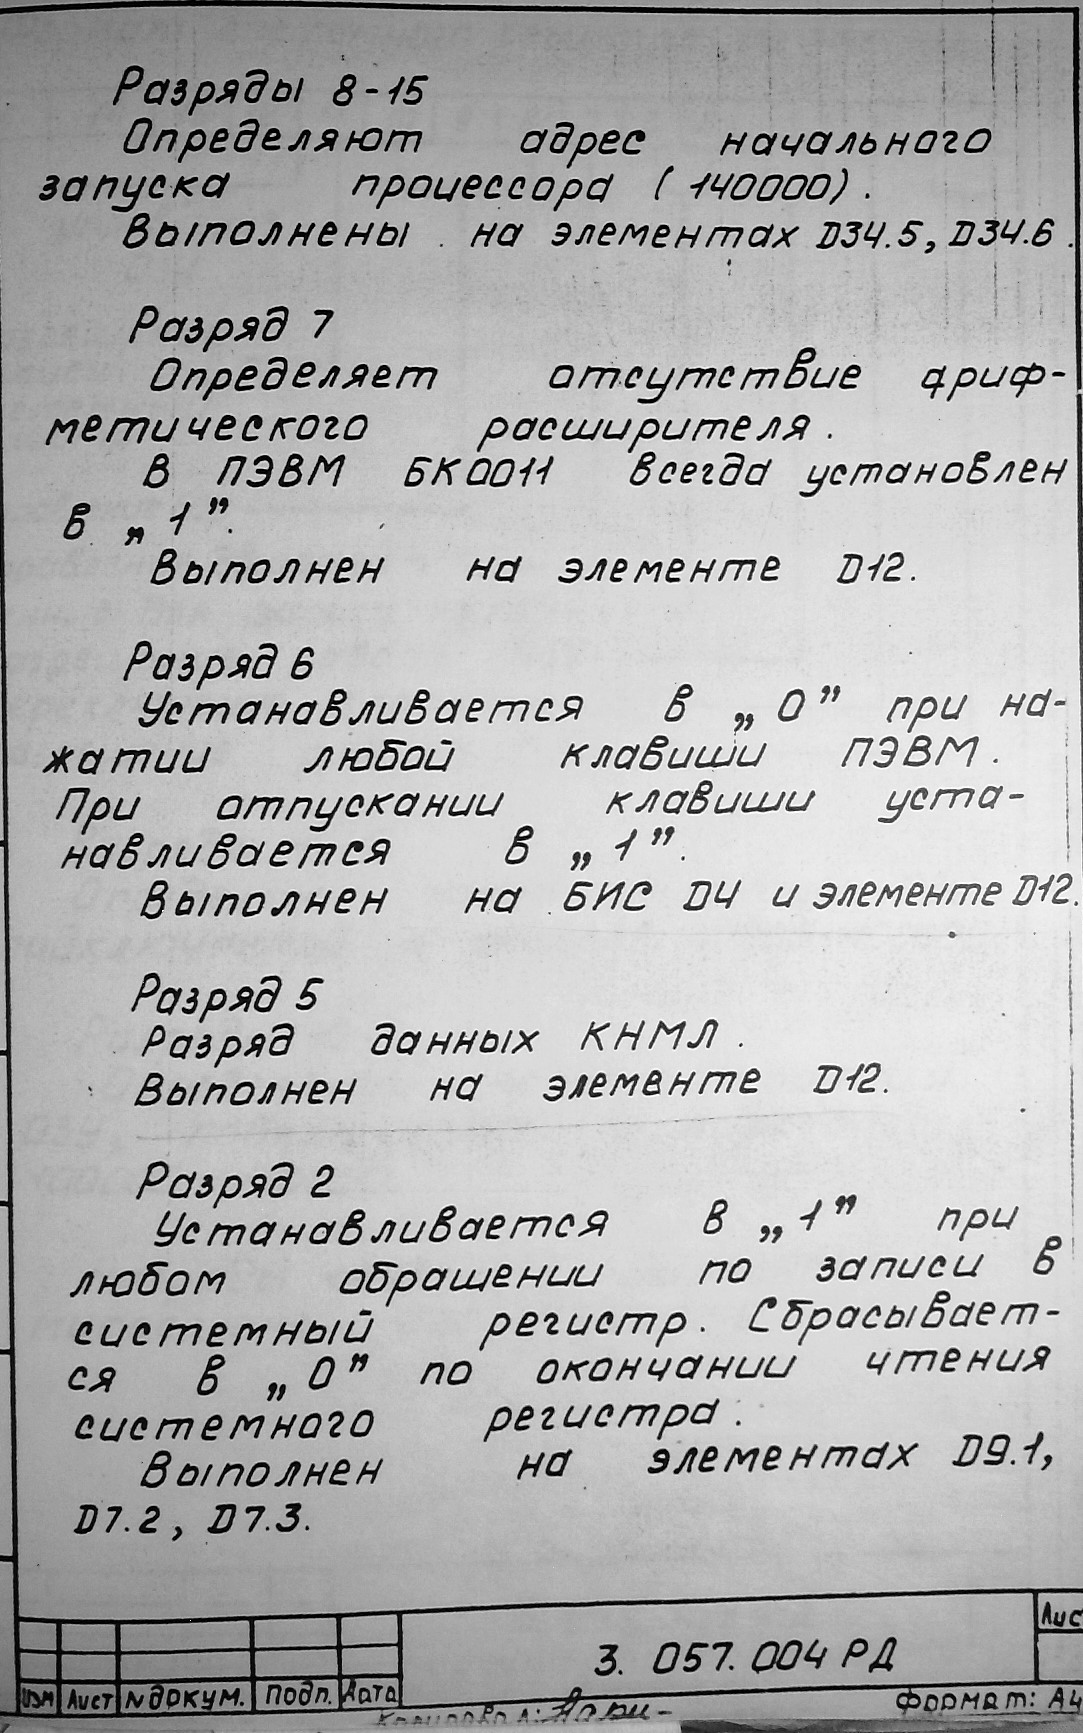 Разряды 8-15
Определяют адрес начального
запуска процессора (140000).
Выполнены на элементах D34.5, D34.6.
Разряд 7
Определяет отсутствие ариф-
метического расширителя.
В ПЭВМ БК0011 всегда установлен
в „1".
Выполнен на элементе D12.
Разряд 6
Устанавливается в „0" при на-
жатии любой клавиши ПЭВМ.
При отпускании клавиши уста-
навливается в „1".
Выполнен на БИС D4 и элементе D12.
Разряд 5
Разряд данных КНМЛ.
Выполнен на элементе D12.
Разряд 2
Устанавливается в „1" при
любом обращении по записи в
системный регистр. Сбрасывает-
ся в „0" по окончании чтения
системного регистра.
Выполнен на элементах D9.1,
D7.2, D7.3.
Лис
3. 057. 004 РД
Изм Лист № докум. Подп. Дата
Копировал: Формат: А4